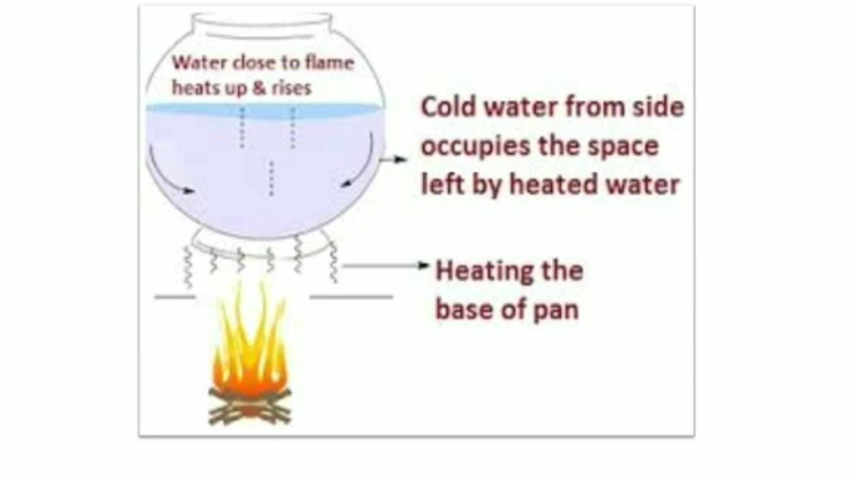 Water close to flame
heats up & rises
Cold water from side
occupies the space
left by heated water
Heating the
base of pan